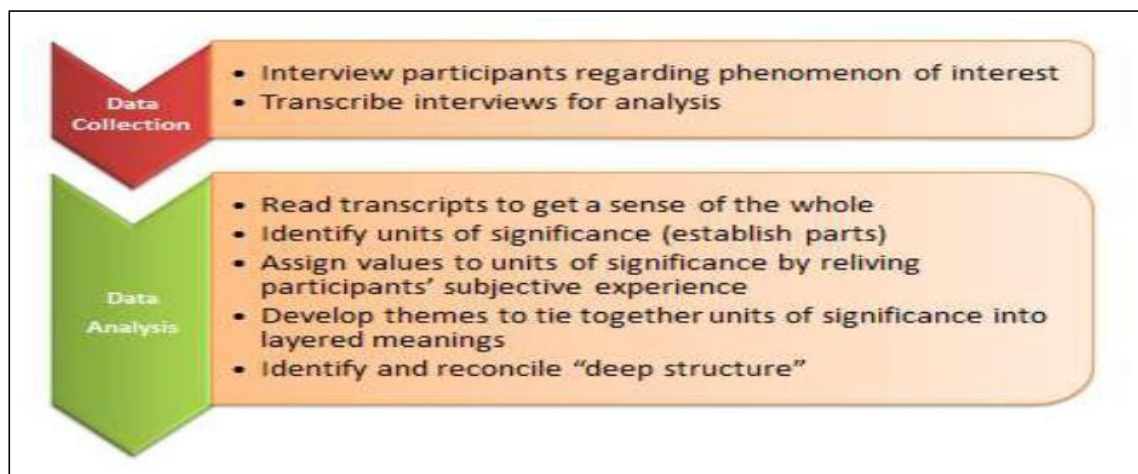 Data
Collection
• Interview participants regarding phenomenon of interest
• Transcribe interviews for analysis
Data
Analysis
• Read transcripts to get a sense of the whole
• Identify units of significance (establish parts)
• Assign values to units of significance by reliving
participants’ subjective experience
• Develop themes to tie together units of significance into
layered meanings
• Identify and reconcile “deep structure”